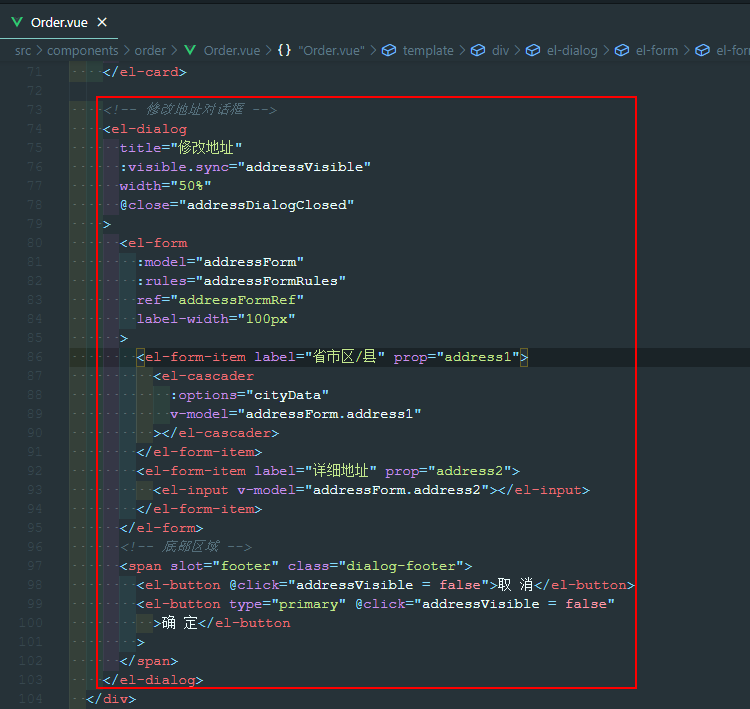 Order.vue ×
src > components > order > Order.vue > {} "Order.vue" > template > div > el-dialog > el-form > el-for
71 </el-card>
72
73 <!-- 修改地址对话框 -->
74 <el-dialog
75 title="修改地址"
76 :visible.sync="addressVisible"
77 width="50%"
78 @close="addressDialogClosed"
79 >
80 <el-form
81 :model="addressForm"
82 :rules="addressFormRules"
83 ref="addressFormRef"
84 label-width="100px"
85 >
86 <el-form-item label="省市区/县" prop="address1">
87 <el-cascader
88 :options="cityData"
89 v-model="addressForm.address1"
90 ></el-cascader>
91 </el-form-item>
92 <el-form-item label="详细地址" prop="address2">
93 <el-input v-model="addressForm.address2"></el-input>
94 </el-form-item>
95 </el-form>
96 <!-- 底部区域 -->
97 <span slot="footer" class="dialog-footer">
98 <el-button @click="addressVisible = false">取 消</el-button>
99 <el-button type="primary" @click="addressVisible = false"
100 >确 定</el-button
101 >
102 </span>
103 </el-dialog>
104 </div>